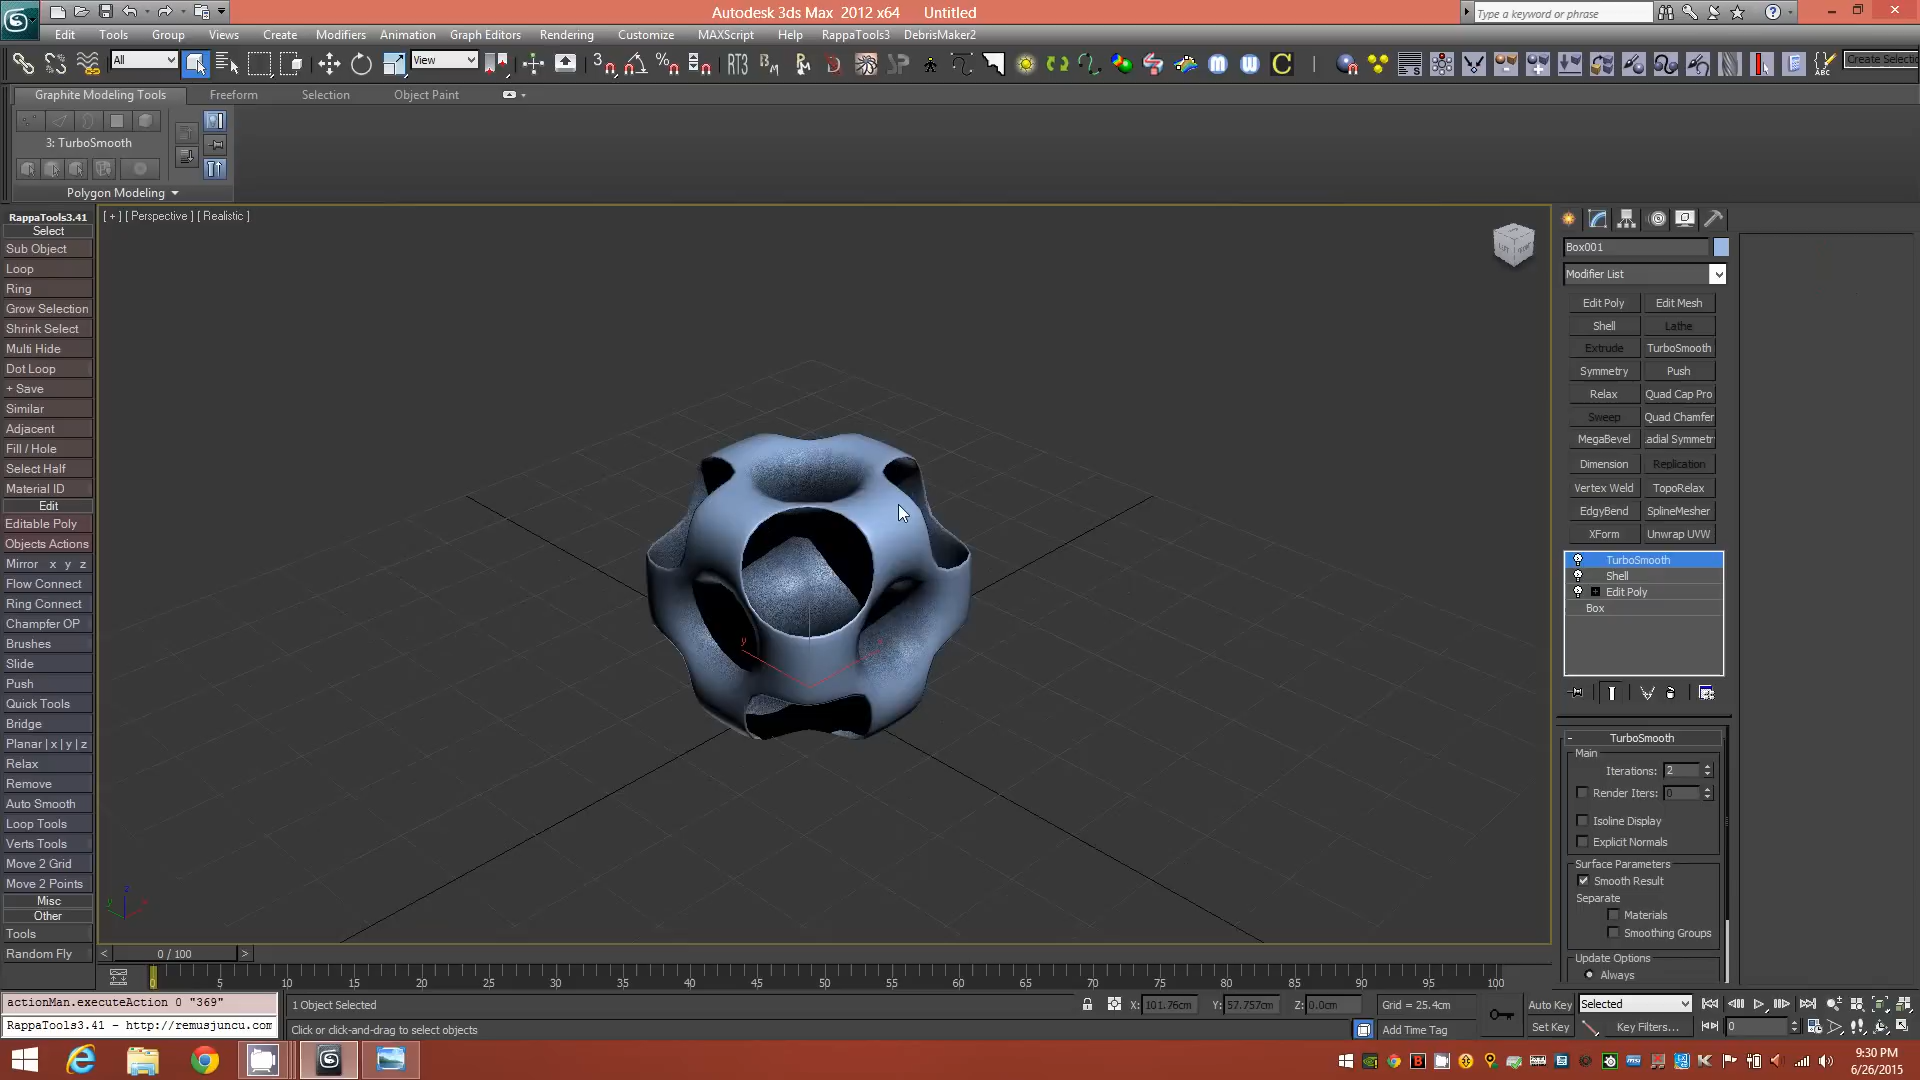 Autodesk 3ds Max 2012 x64 Untitled
Type a keyword or phrase
Edit Tools Group Views Create Modifiers Animation Graph Editors Rendering Customize MAXScript Help RappaTools3 DebrisMaker2
All View RT3 Create Selectio
Graphite Modeling Tools Freeform Selection Object Paint
3: TurboSmooth
Polygon Modeling
RappaTools3.41
Select
Sub Object
Loop
Ring
Grow Selection
Shrink Select
Multi Hide
Dot Loop
+ Save
Similar
Adjacent
Fill / Hole
Select Half
Material ID
Edit
Editable Poly
Objects Actions
Mirror x y z
Flow Connect
Ring Connect
Champfer OP
Brushes
Slide
Push
Quick Tools
Bridge
Planar | x | y | z
Relax
Remove
Auto Smooth
Loop Tools
Verts Tools
Move 2 Grid
Move 2 Points
Misc
Other
Tools
Random Fly
[ + ] [ Perspective ] [ Realistic ]
Box001
Modifier List
Edit Poly Edit Mesh
Shell Lathe
Extrude TurboSmooth
Symmetry Push
Relax Quad Cap Pro
Sweep Quad Chamfer
MegaBevel adial Symmetr
Dimension Replication
Vertex Weld TopoRelax
EdgyBend SplineMesher
XForm Unwrap UVW
TurboSmooth
Shell
Edit Poly
Box
- TurboSmooth
Main
Iterations: 2
Render Iters: 0
Isoline Display
Explicit Normals
Surface Parameters
Smooth Result
Separate
Materials
Smoothing Groups
Update Options
Always
< 0 / 100 >
0 5 10 15 20 25 30 35 40 45 50 55 60 65 70 75 80 85 90 95 100
actionMan.executeAction 0 "369"
RappaTools3.41 - http://remusjuncu.com
1 Object Selected X: 101.76cm Y: 57.757cm Z: 0.0cm Grid = 25.4cm Auto Key Selected
Click or click-and-drag to select objects Add Time Tag Set Key Key Filters... 0
9:30 PM
6/26/2015